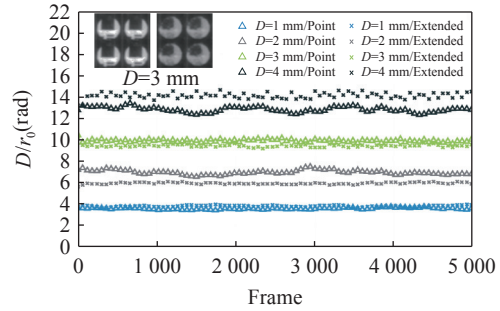 D=1 mm/Point
D=1 mm/Extended
D=2 mm/Point
D=2 mm/Extended
D=3 mm/Point
D=3 mm/Extended
D=4 mm/Point
D=4 mm/Extended
D=3 mm
D/r₀(rad)
24
22
20
18
16
14
12
10
8
6
4
2
0
0
1 000
2 000
3 000
4 000
5 000
Frame